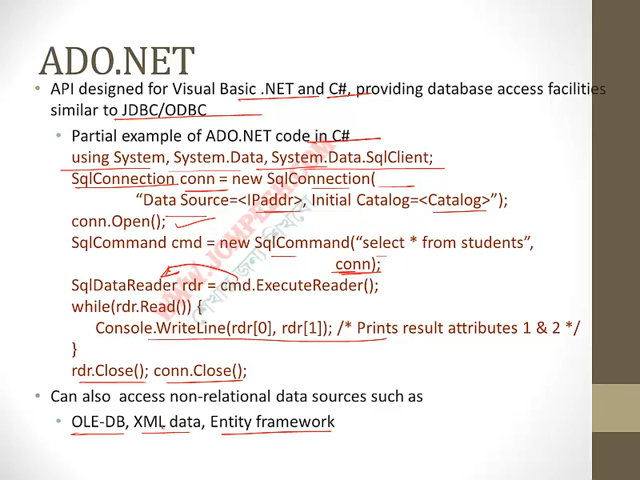 ADO.NET
• API designed for Visual Basic .NET and C#, providing database access facilities
similar to JDBC/ODBC
• Partial example of ADO.NET code in C#
using System, System.Data, System.Data.SqlClient;
SqlConnection conn = new SqlConnection(
“Data Source=<IPaddr>, Initial Catalog=<Catalog>”);
conn.Open();
SqlCommand cmd = new SqlCommand(“select * from students”,
conn);
SqlDataReader rdr = cmd.ExecuteReader();
while(rdr.Read()) {
Console.WriteLine(rdr[0], rdr[1]); /* Prints result attributes 1 & 2 */
}
rdr.Close(); conn.Close();
• Can also access non-relational data sources such as
• OLE-DB, XML data, Entity framework